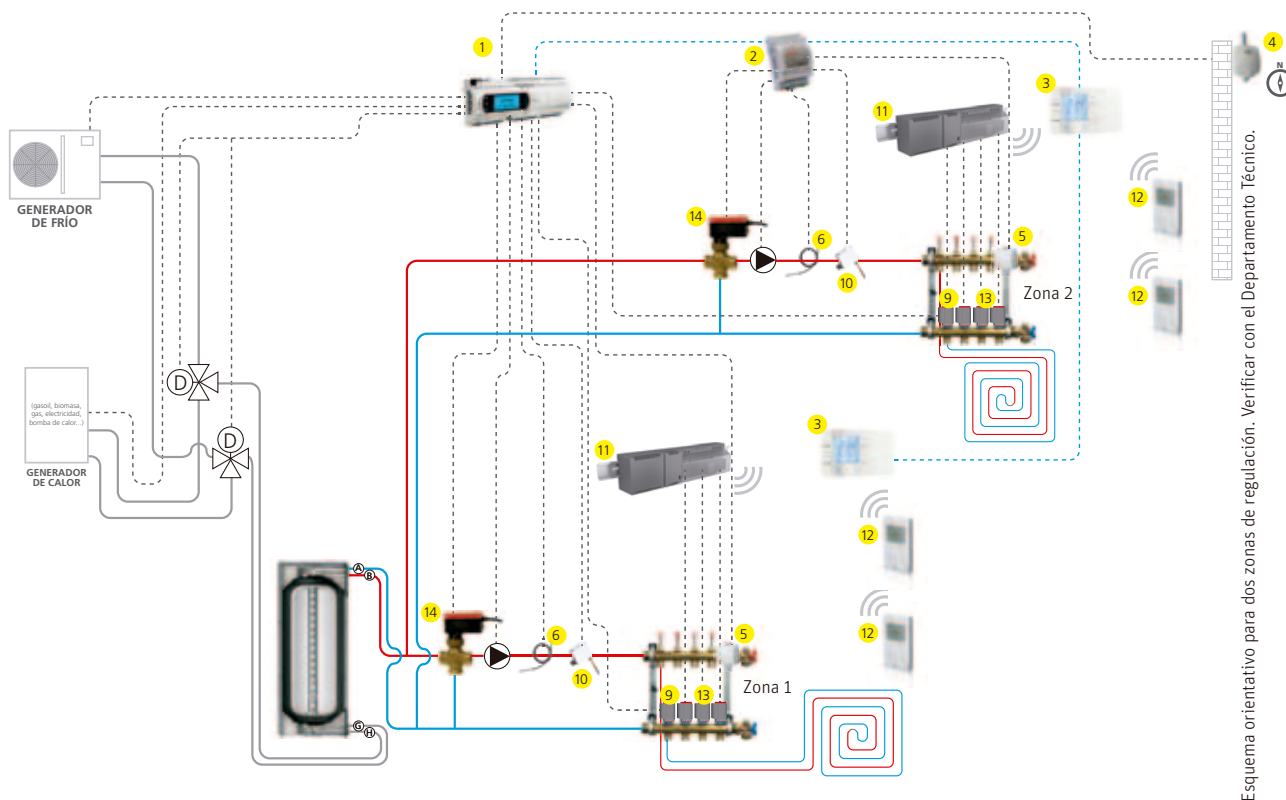 1
2
4
N
3
11
12
14
6
5
10
9
13
Zona 2
12
GENERADOR
DE FRÍO
D
D
(gasoil, biomasa,
gas, electricidad,
bomba de calor...)
GENERADOR
DE CALOR
3
11
12
12
A
B
14
6
5
10
9
13
Zona 1
G
H
Esquema orientativo para dos zonas de regulación. Verificar con el Departamento Técnico.